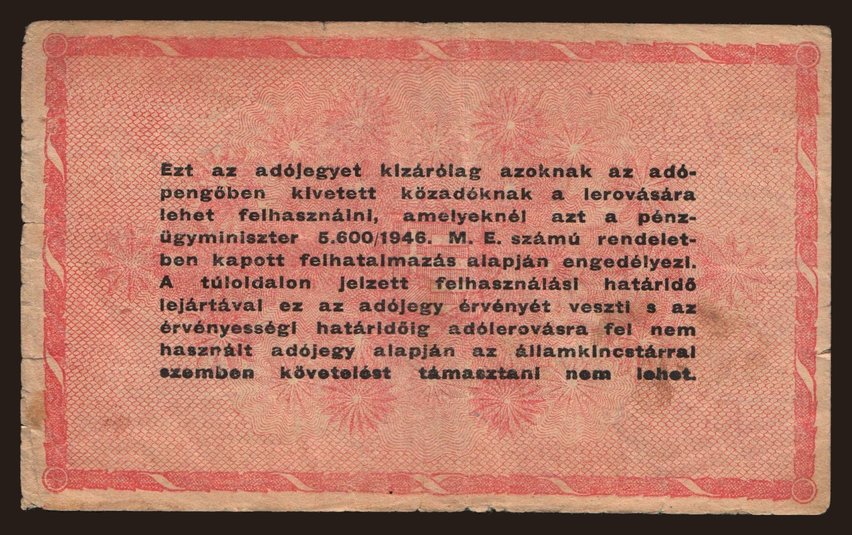 Ezt az adójegyet kizárólag azoknak az adó-
pengőben kivetett közadóknak a lerovására
lehet felhasználni, amelyeknél azt a pénz-
ügyminiszter 5.600/1946. M. E. számú rendelet-
ben kapott felhatalmazás alapján engedélyezi.
A túloldalon jelzett felhasználási határidő
lejártával ez az adójegy érvényét veszti s az
érvényességi határidőig adólerovásra fel nem
használt adójegy alapján az államkincstárral
szemben követelést támasztani nem lehet.